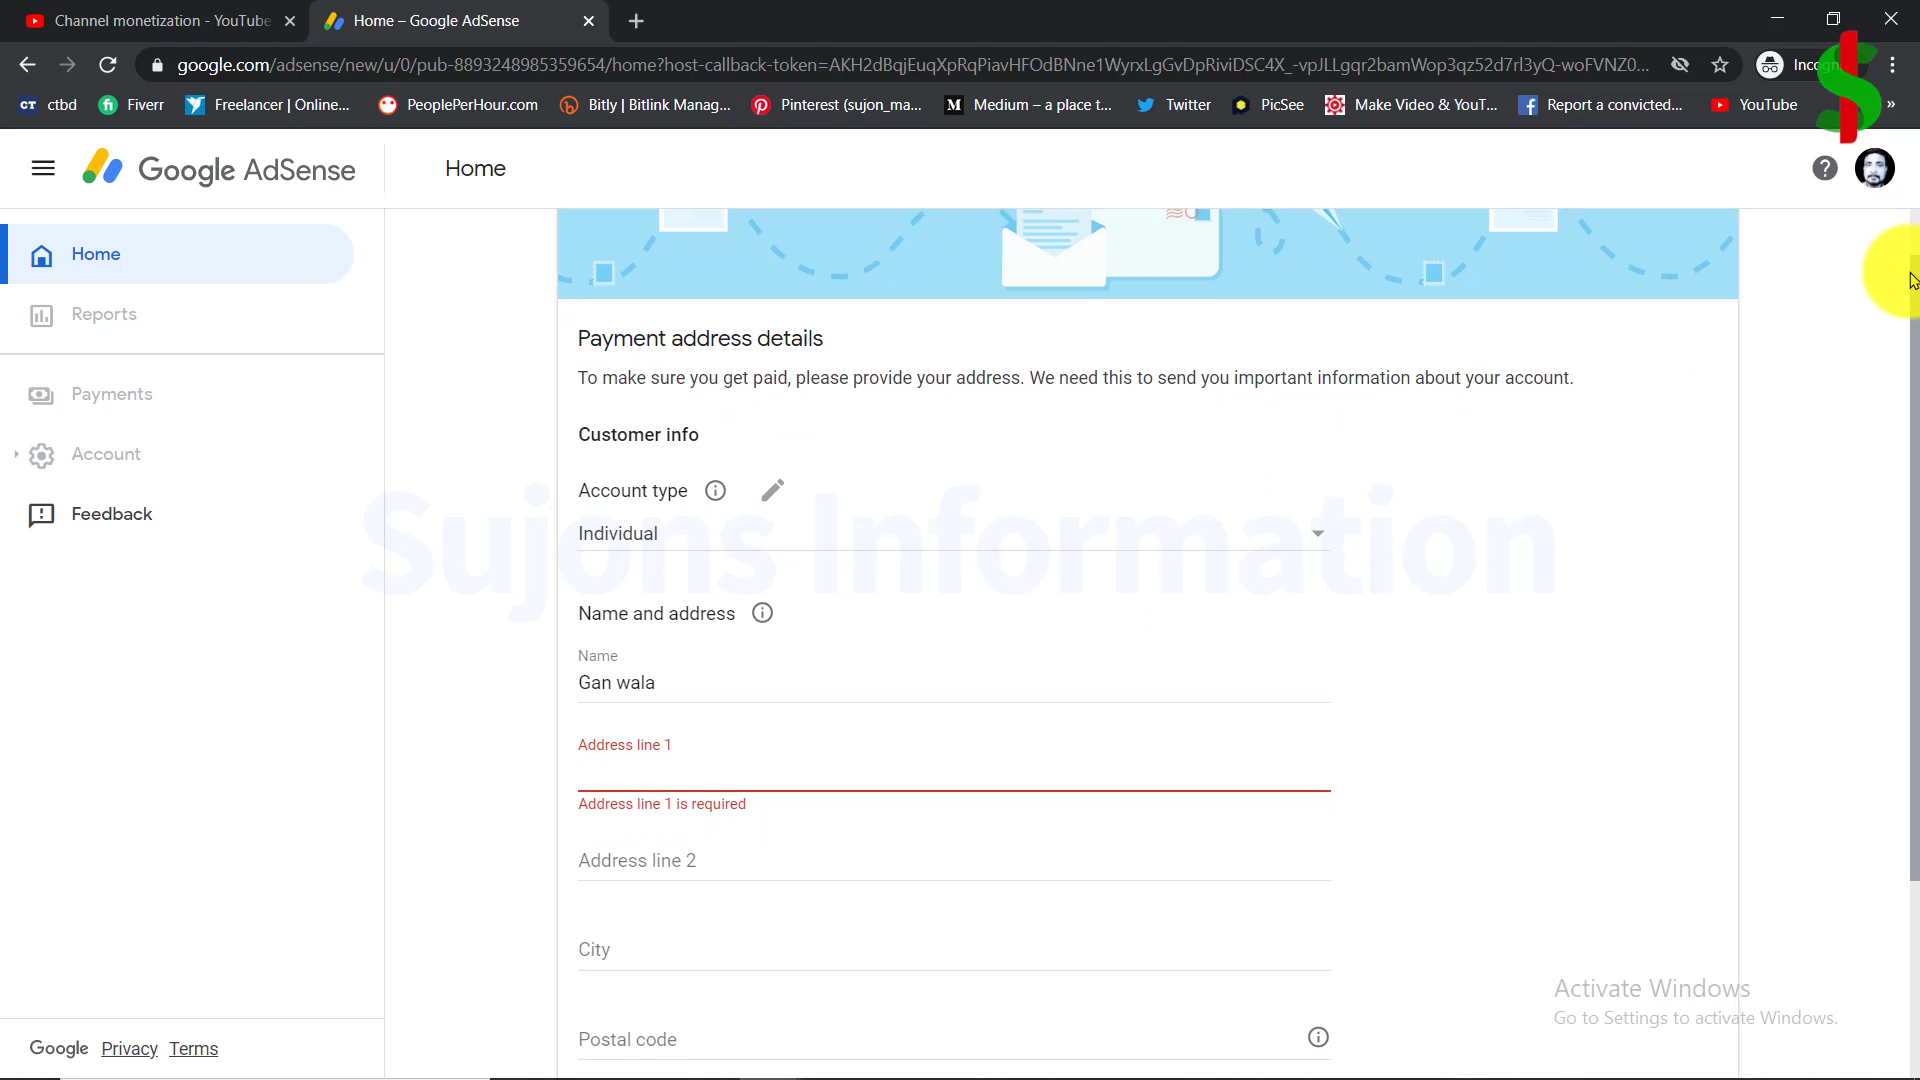 Channel monetization - YouTube
Home – Google AdSense
google.com/adsense/new/u/0/pub-8893248985359654/home?host-callback-token=AKH2dBqjEuqXpRqPiavHFOdBNne1WyrxLgGvDpRiviDSC4X_-vpJLLgqr2bamWop3qz52d7rl3yQ-woFVNZ0...
ctbd
Fiverr
Freelancer | Online...
PeoplePerHour.com
Bitly | Bitlink Manag...
Pinterest (sujon_ma...
Medium – a place t...
Twitter
PicSee
Make Video & YouT...
Report a convicted...
YouTube
»
Google AdSense
Home
Home
Reports
Payments
Account
Feedback
Payment address details
To make sure you get paid, please provide your address. We need this to send you important information about your account.
Customer info
Account type
Individual
Sujons Information
Name and address
Name
Gan wala
Address line 1
Address line 1 is required
Address line 2
City
Postal code
Activate Windows
Go to Settings to activate Windows.
Google Privacy Terms